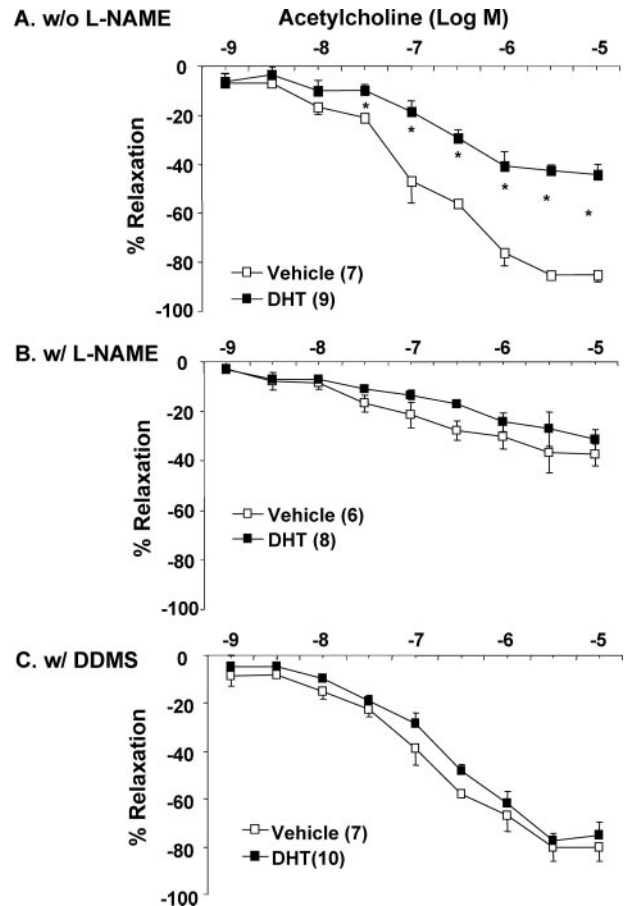 A. w/o L-NAME
Acetylcholine (Log M)
-9 -8 -7 -6 -5
0
-20
-40
-60
-80
-100
% Relaxation
* * * * * *
Vehicle (7)
DHT (9)
B. w/ L-NAME
-9 -8 -7 -6 -5
0
-20
-40
-60
-80
-100
% Relaxation
Vehicle (6)
DHT (8)
C. w/ DDMS
-9 -8 -7 -6 -5
0
-20
-40
-60
-80
-100
% Relaxation
Vehicle (7)
DHT(10)